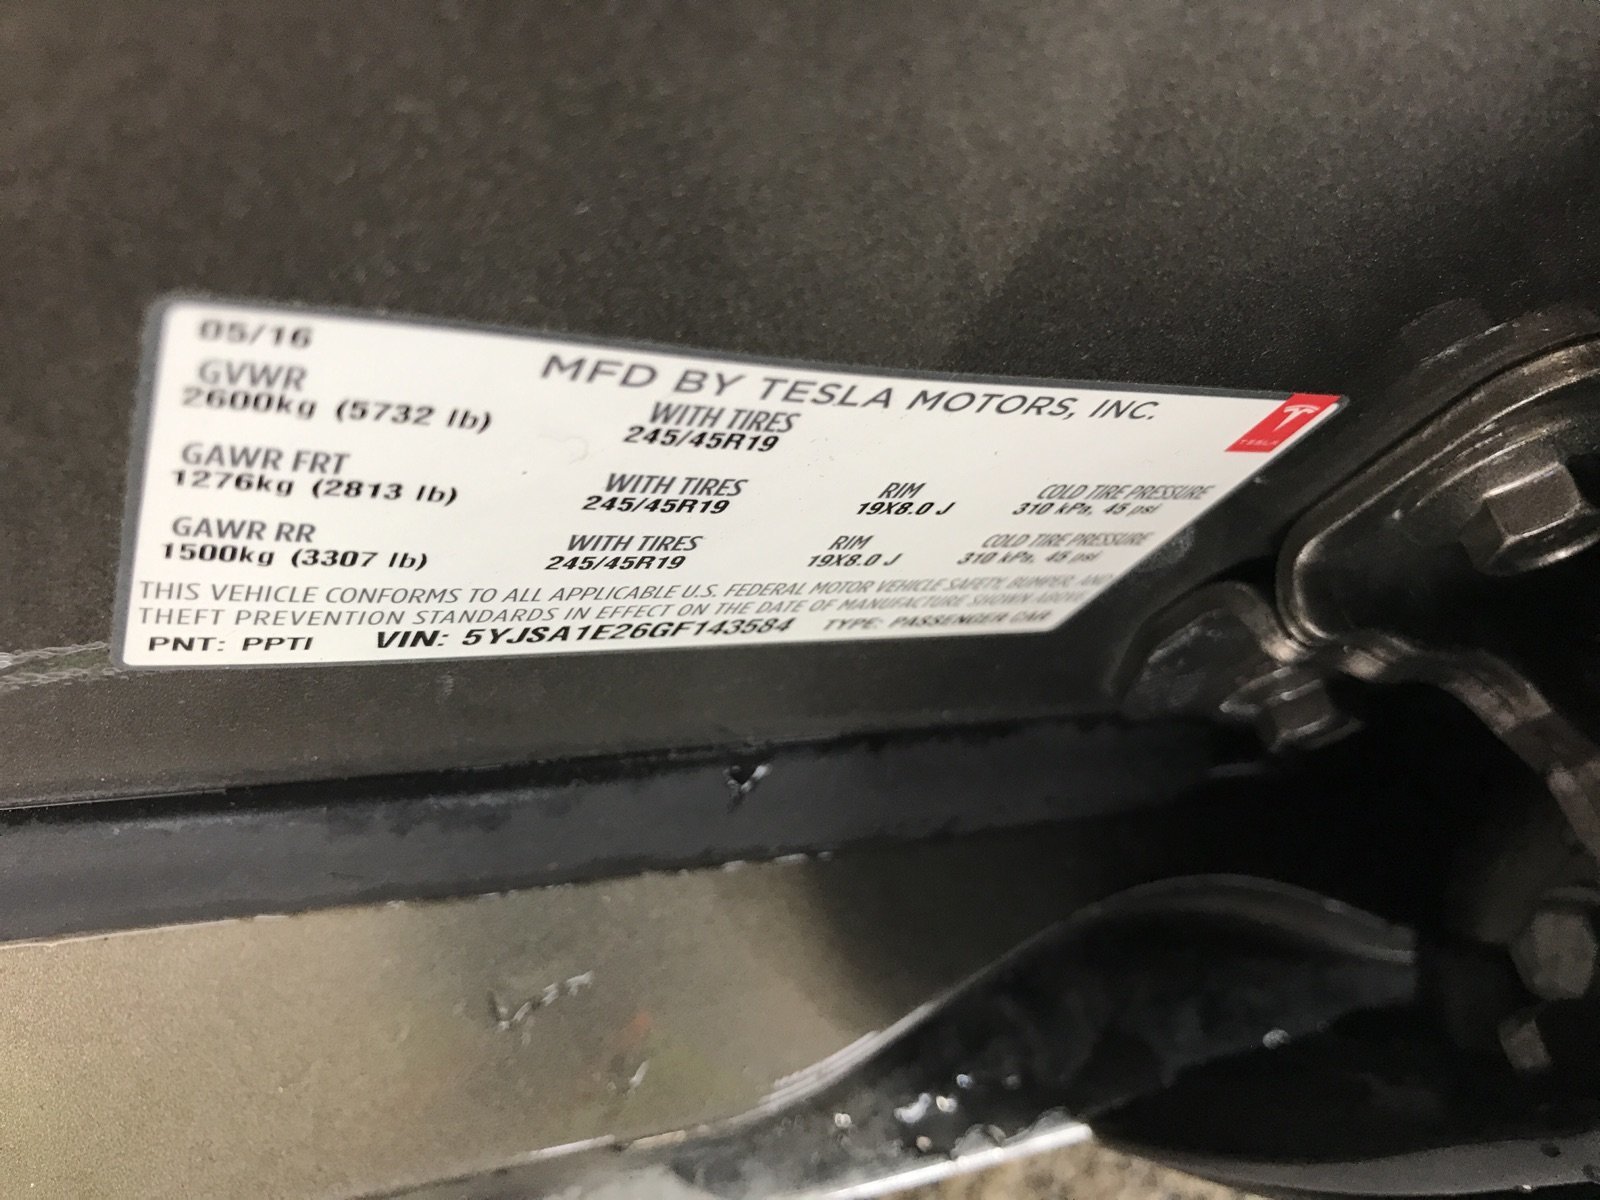 05/16
MFD BY TESLA MOTORS, INC.
GVWR
2600kg (5732 lb)
WITH TIRES
245/45R19
TESLA
GAWR FRT
1276kg (2813 lb)
WITH TIRES
245/45R19
RIM
19X8.0 J
COLD TIRE PRESSURE
310 kPa, 45 psi
GAWR RR
1500kg (3307 lb)
WITH TIRES
245/45R19
RIM
19X8.0 J
COLD TIRE PRESSURE
310 kPa, 45 psi
THIS VEHICLE CONFORMS TO ALL APPLICABLE U.S. FEDERAL MOTOR VEHICLE SAFETY, BUMPER, AND
THEFT PREVENTION STANDARDS IN EFFECT ON THE DATE OF MANUFACTURE SHOWN ABOVE
PNT: PPTI VIN: 5YJSA1E26GF143584 TYPE: PASSENGER CAR